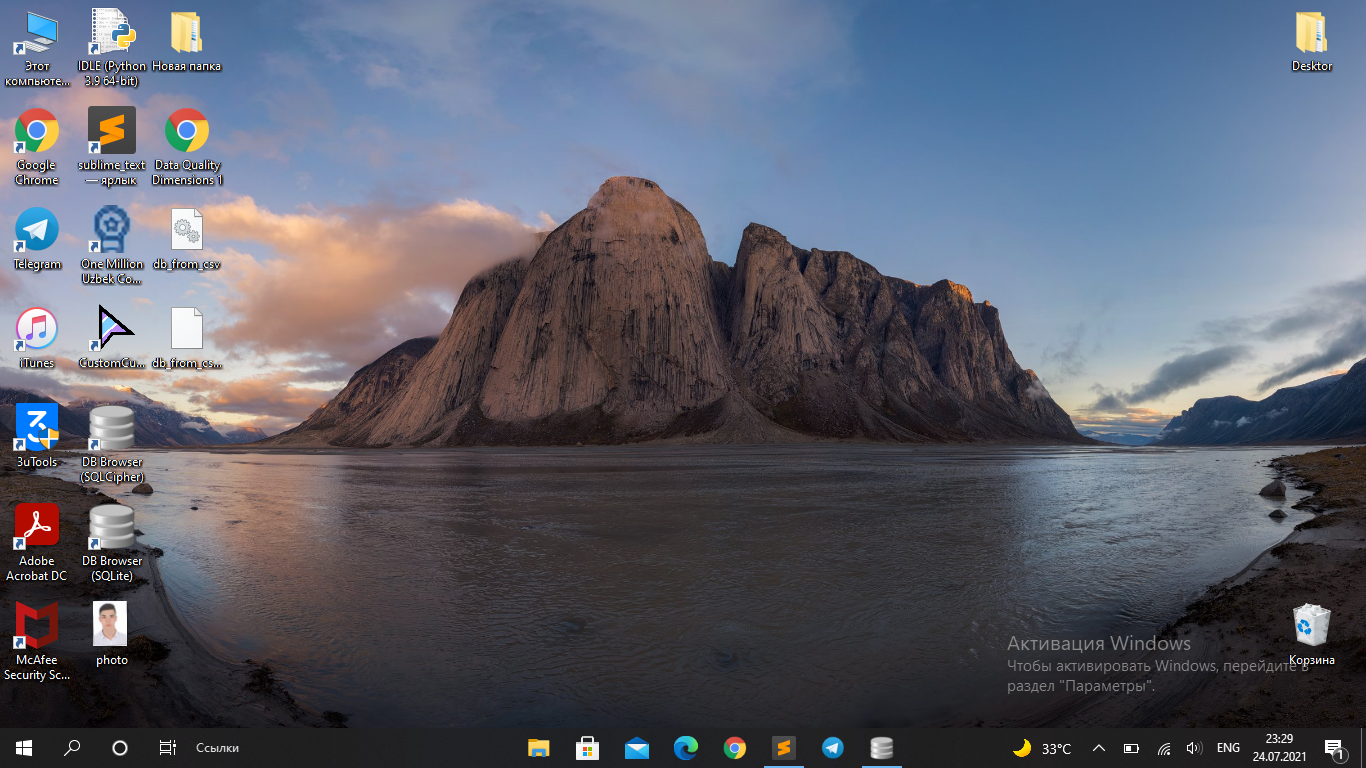 Этот
компьюте...
IDLE (Python
3.9 64-bit)
Новая папка
Desktor
Google
Chrome
sublime_text
— ярлык
Data Quality
Dimensions 1
Telegram
One Million
Uzbek Co...
db_from_csv
iTunes
CustomCu...
db_from_cs...
3uTools
DB Browser
(SQLCipher)
Adobe
Acrobat DC
DB Browser
(SQLite)
McAfee
Security Sc...
photo
Активация Windows
Чтобы активировать Windows, перейдите в
раздел "Параметры".
Корзина
Ссылки
33°C
ENG
23:29
24.07.2021
1